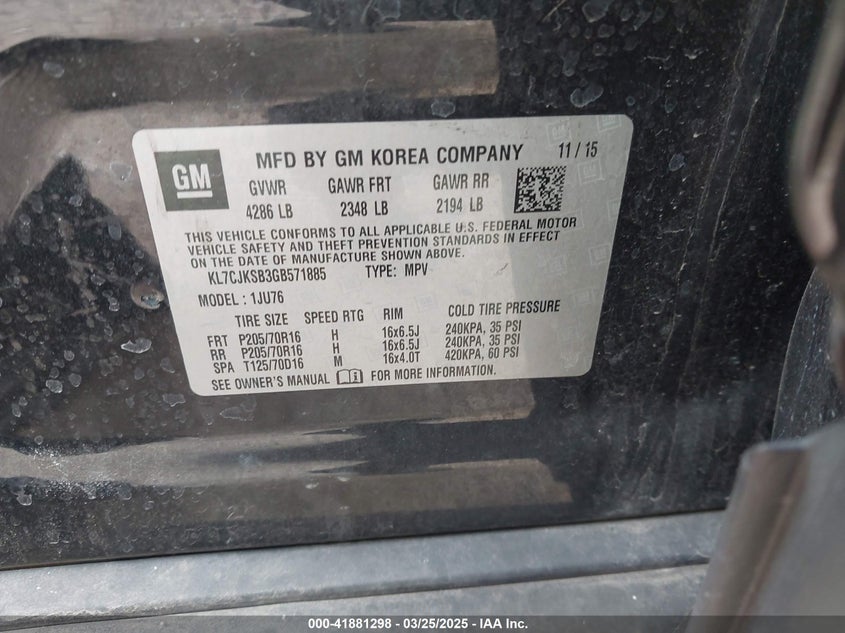 GM MFD BY GM KOREA COMPANY 11/15
GVWR GAWR FRT GAWR RR
4286 LB 2348 LB 2194 LB
THIS VEHICLE CONFORMS TO ALL APPLICABLE U.S. FEDERAL MOTOR
VEHICLE SAFETY AND THEFT PREVENTION STANDARDS IN EFFECT
ON THE DATE OF MANUFACTURE SHOWN ABOVE.
KL7CJKSB3GB571885 TYPE: MPV
MODEL: 1JU76
TIRE SIZE SPEED RTG RIM COLD TIRE PRESSURE
FRT P205/70R16 H 16x6.5J 240KPA, 35 PSI
RR P205/70R16 H 16x6.5J 240KPA, 35 PSI
SPA T125/70D16 M 16x4.0T 420KPA, 60 PSI
SEE OWNER'S MANUAL FOR MORE INFORMATION.
000-41881298 - 03/25/2025 - IAA Inc.